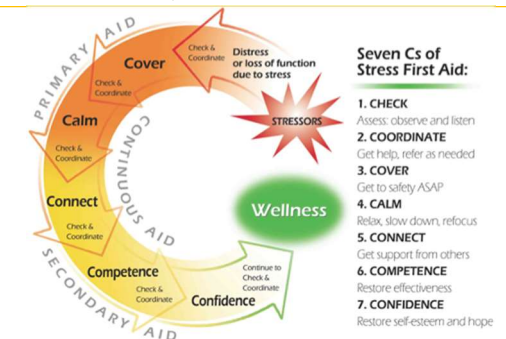 PRIMARY AID
Cover
Check &
Coordinate
Distress
or loss of function
due to stress
Check &
Coordinate
STRESSORS
Calm
Check &
Coordinate
CONTINUOUS AID
Connect
Check &
Coordinate
Wellness
Competence
Check &
Coordinate
Confidence
Continue to
Check &
Coordinate
SECONDARY AID
Seven Cs of
Stress First Aid:
1. CHECK
Assess: observe and listen
2. COORDINATE
Get help, refer as needed
3. COVER
Get to safety ASAP
4. CALM
Relax, slow down, refocus
5. CONNECT
Get support from others
6. COMPETENCE
Restore effectiveness
7. CONFIDENCE
Restore self-esteem and hope